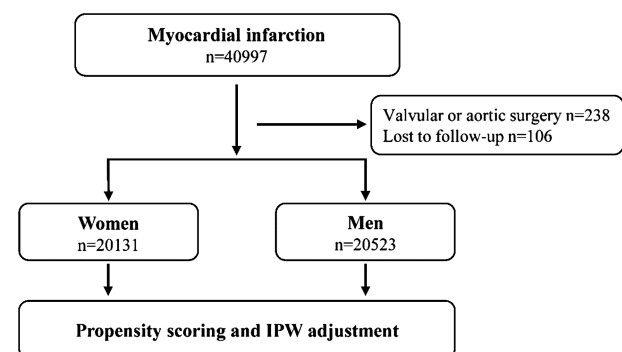 Myocardial infarction
n=40997
Valvular or aortic surgery n=238
Lost to follow-up n=106
Women
n=20131
Men
n=20523
Propensity scoring and IPW adjustment